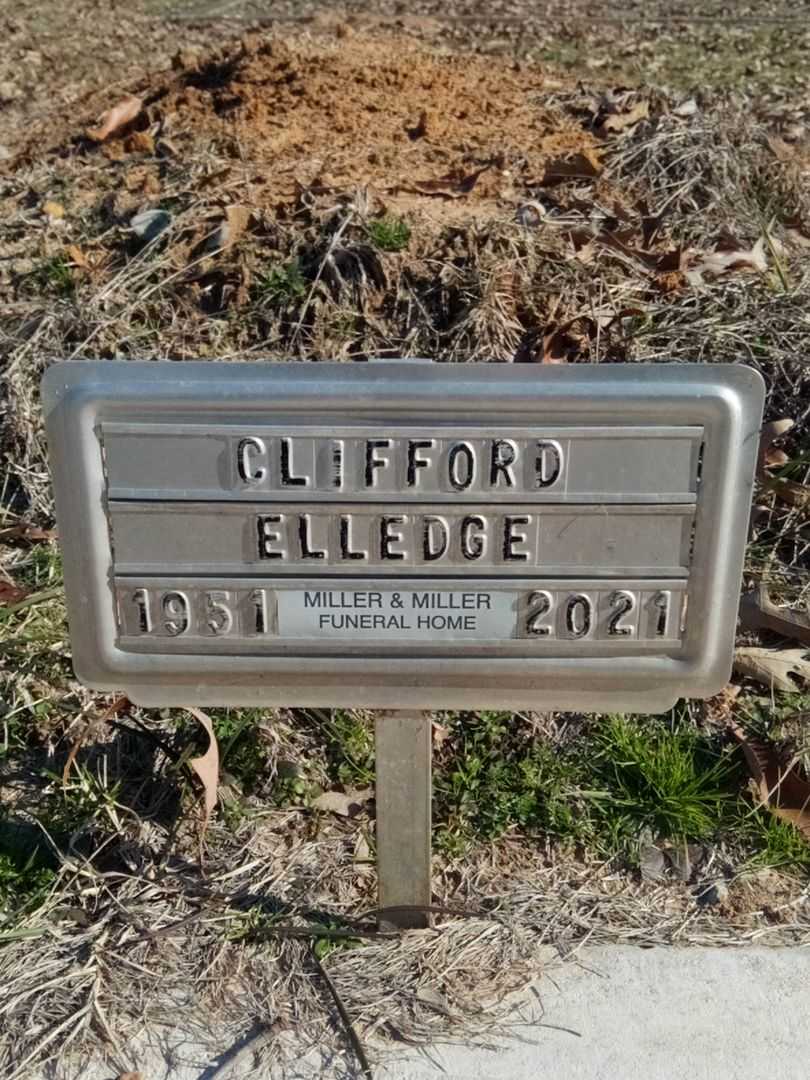 CLIFFORD
ELLEDGE
1951 MILLER & MILLER 2021
FUNERAL HOME